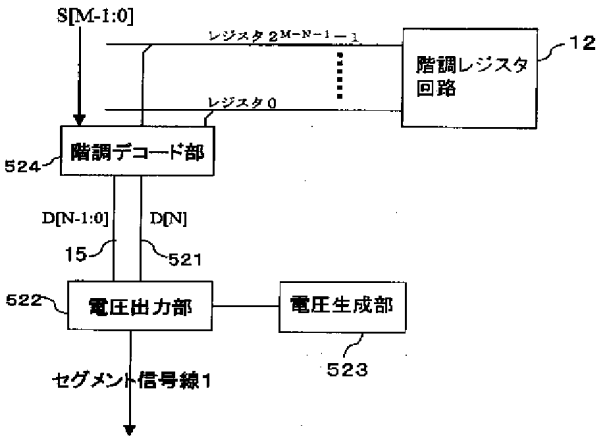 S[M-1:0]
レジスタ2^{M-N-1}-1
12
階調レジスタ
回路
レジスタ0
階調デコード部
524
D[N-1:0]
D[N]
15
521
522
電圧出力部
電圧生成部
523
セグメント信号線1